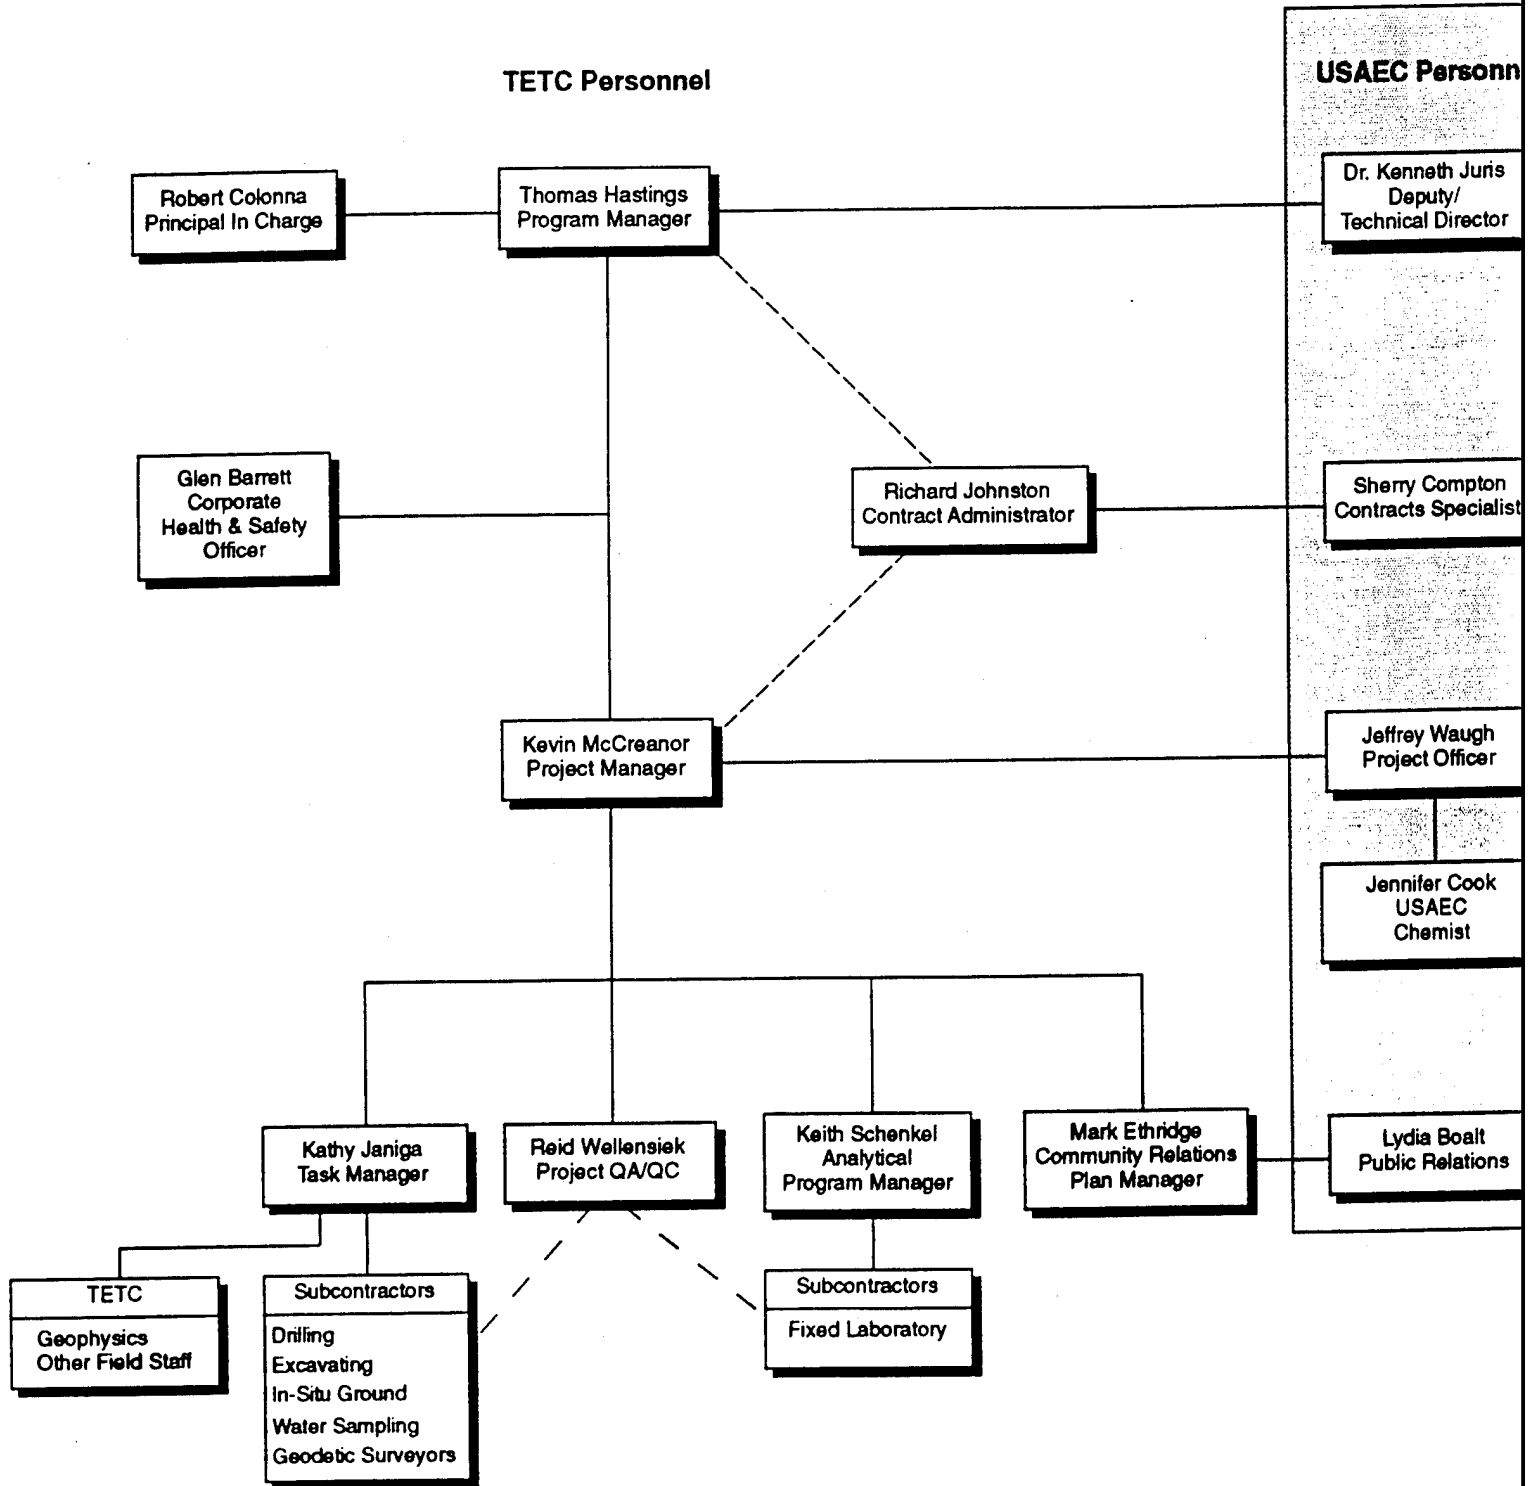 TETC Personnel
USAEC Personn
Robert Colonna
Principal In Charge
Thomas Hastings
Program Manager
Dr. Kenneth Juris
Deputy/
Technical Director
Glen Barrett
Corporate
Health & Safety
Officer
Richard Johnston
Contract Administrator
Sherry Compton
Contracts Specialist
Kevin McCreanor
Project Manager
Jeffrey Waugh
Project Officer
Jennifer Cook
USAEC
Chemist
Kathy Janiga
Task Manager
Reid Wellensiek
Project QA/QC
Keith Schenkel
Analytical
Program Manager
Mark Ethridge
Community Relations
Plan Manager
Lydia Boalt
Public Relations
TETC
Geophysics
Other Field Staff
Subcontractors
Drilling
Excavating
In-Situ Ground
Water Sampling
Geodetic Surveyors
Subcontractors
Fixed Laboratory